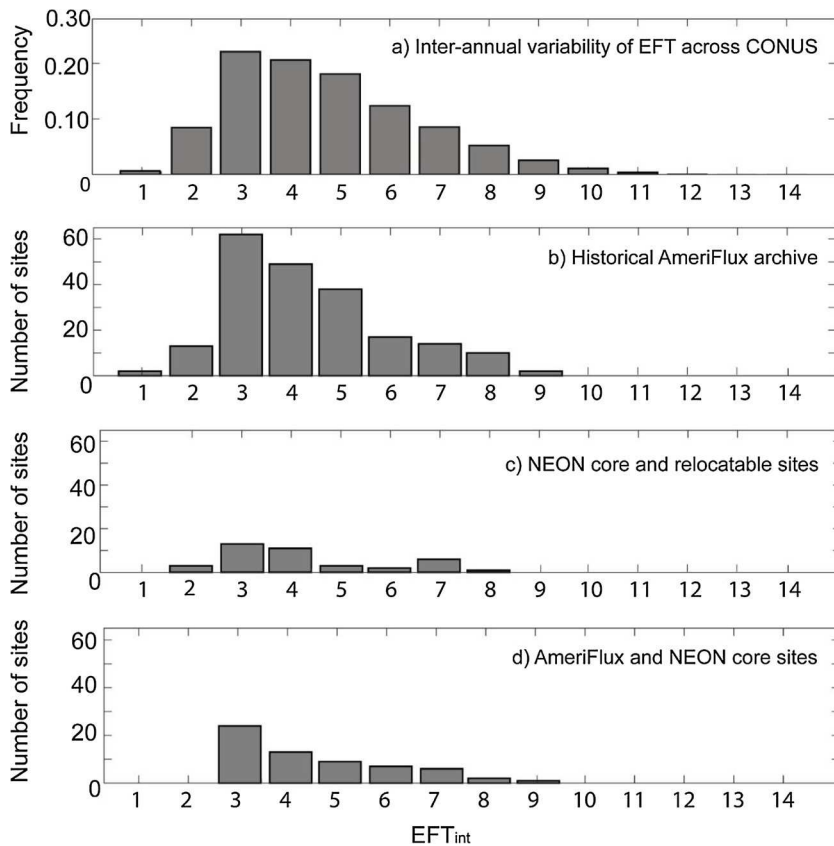 0.30
a) Inter-annual variability of EFT across CONUS
0.20
0.10
0
Frequency
1 2 3 4 5 6 7 8 9 10 11 12 13 14
60
b) Historical AmeriFlux archive
40
20
0
Number of sites
1 2 3 4 5 6 7 8 9 10 11 12 13 14
60
c) NEON core and relocatable sites
40
20
0
Number of sites
1 2 3 4 5 6 7 8 9 10 11 12 13 14
60
d) AmeriFlux and NEON core sites
40
20
0
Number of sites
1 2 3 4 5 6 7 8 9 10 11 12 13 14
EFTint